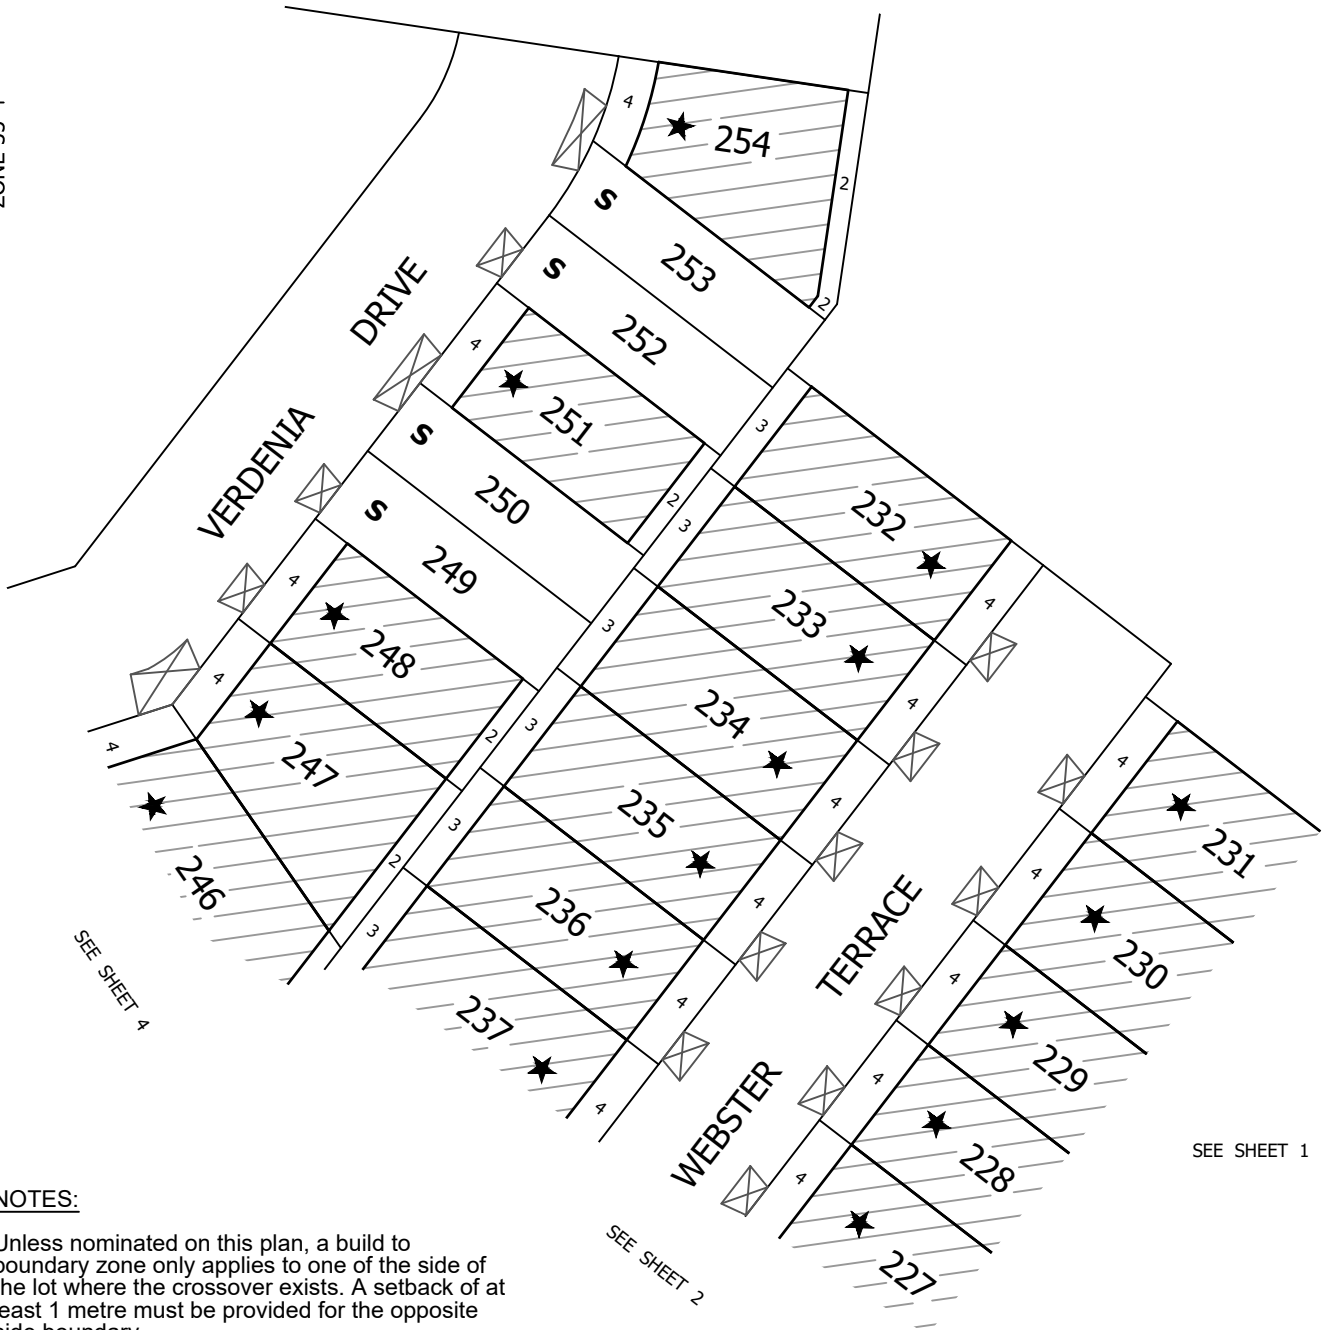 254
4
2
s
253
2
s
252
DRIVE
4
251
3
232
VERDENIA
s
250
2
3
233
4
s
249
3
234
4
4
248
2
3
235
4
4
247
3
236
4
4
246
2
3
237
4
4
SEE SHEET 4
TERRACE
WEBSTER
4
231
4
230
4
229
4
228
4
227
SEE SHEET 1
SEE SHEET 2
NOTES:
Unless nominated on this plan, a build to
boundary zone only applies to one of the side of
the lot where the crossover exists. A setback of at
least 1 metre must be provided for the opposite
side boundary